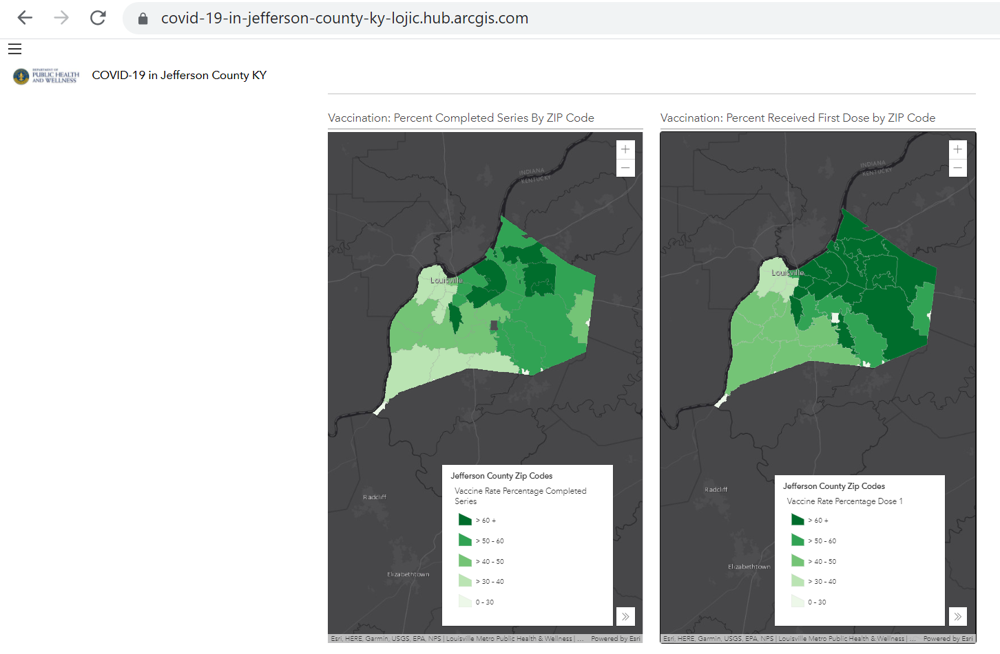 covid-19-in-jefferson-county-ky-lojic.hub.arcgis.com
DEPARTMENT OF
PUBLIC HEALTH
AND WELLNESS
COVID-19 in Jefferson County KY
Vaccination: Percent Completed Series By ZIP Code
INDIANA
KENTUCKY
Louisville
Radcliff
Elizabethtown
Jefferson County Zip Codes
Vaccine Rate Percentage Completed
Series
> 60 +
> 50 - 60
> 40 - 50
> 30 - 40
0 - 30
Esri, HERE, Garmin, USGS, EPA, NPS | Louisville Metro Public Health & Wellness | ... Powered by Esri
Vaccination: Percent Received First Dose by ZIP Code
INDIANA
KENTUCKY
Louisville
Radcliff
Elizabethtown
Jefferson County Zip Codes
Vaccine Rate Percentage Dose 1
> 60 +
> 50 - 60
> 40 - 50
> 30 - 40
0 - 30
Esri, HERE, Garmin, USGS, EPA, NPS | Louisville Metro Public Health & Wellness | ... Powered by Esri